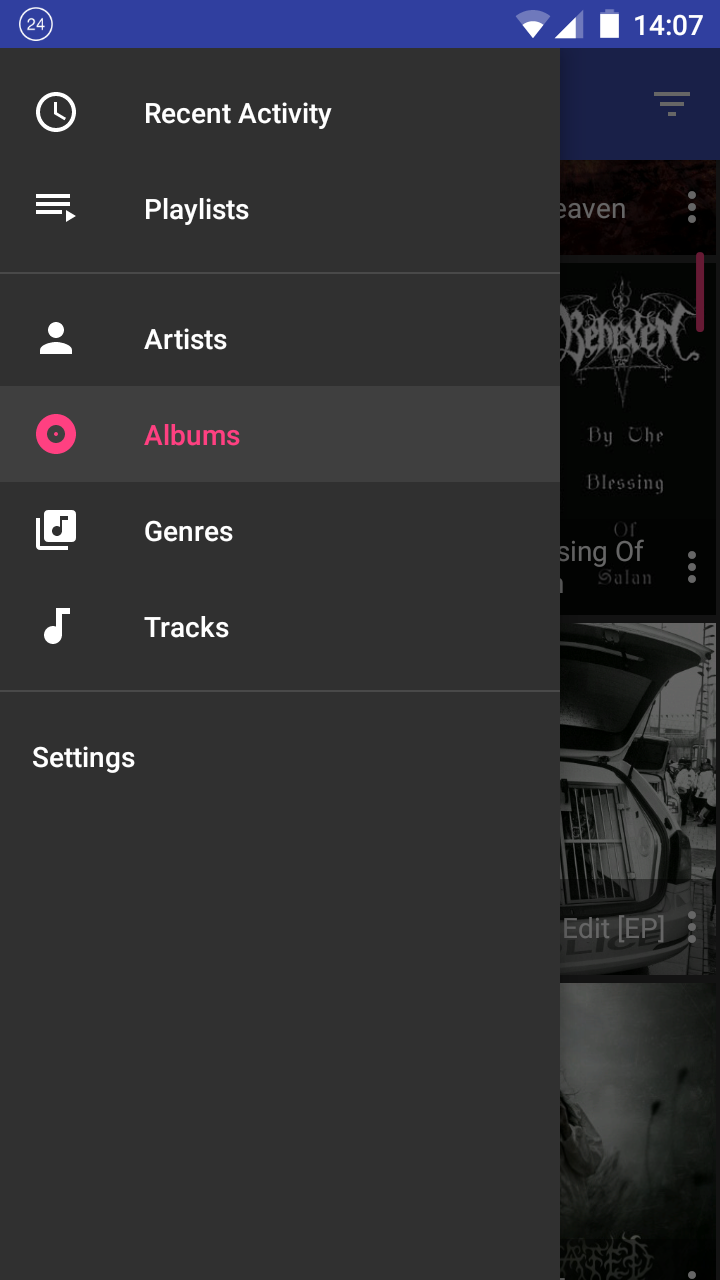 24
14:07
Recent Activity
Playlists
Artists
Albums
Genres
Tracks
Settings
eaven
Behexen
By The
Blessing
Of
Satan
sing Of
Edit [EP]